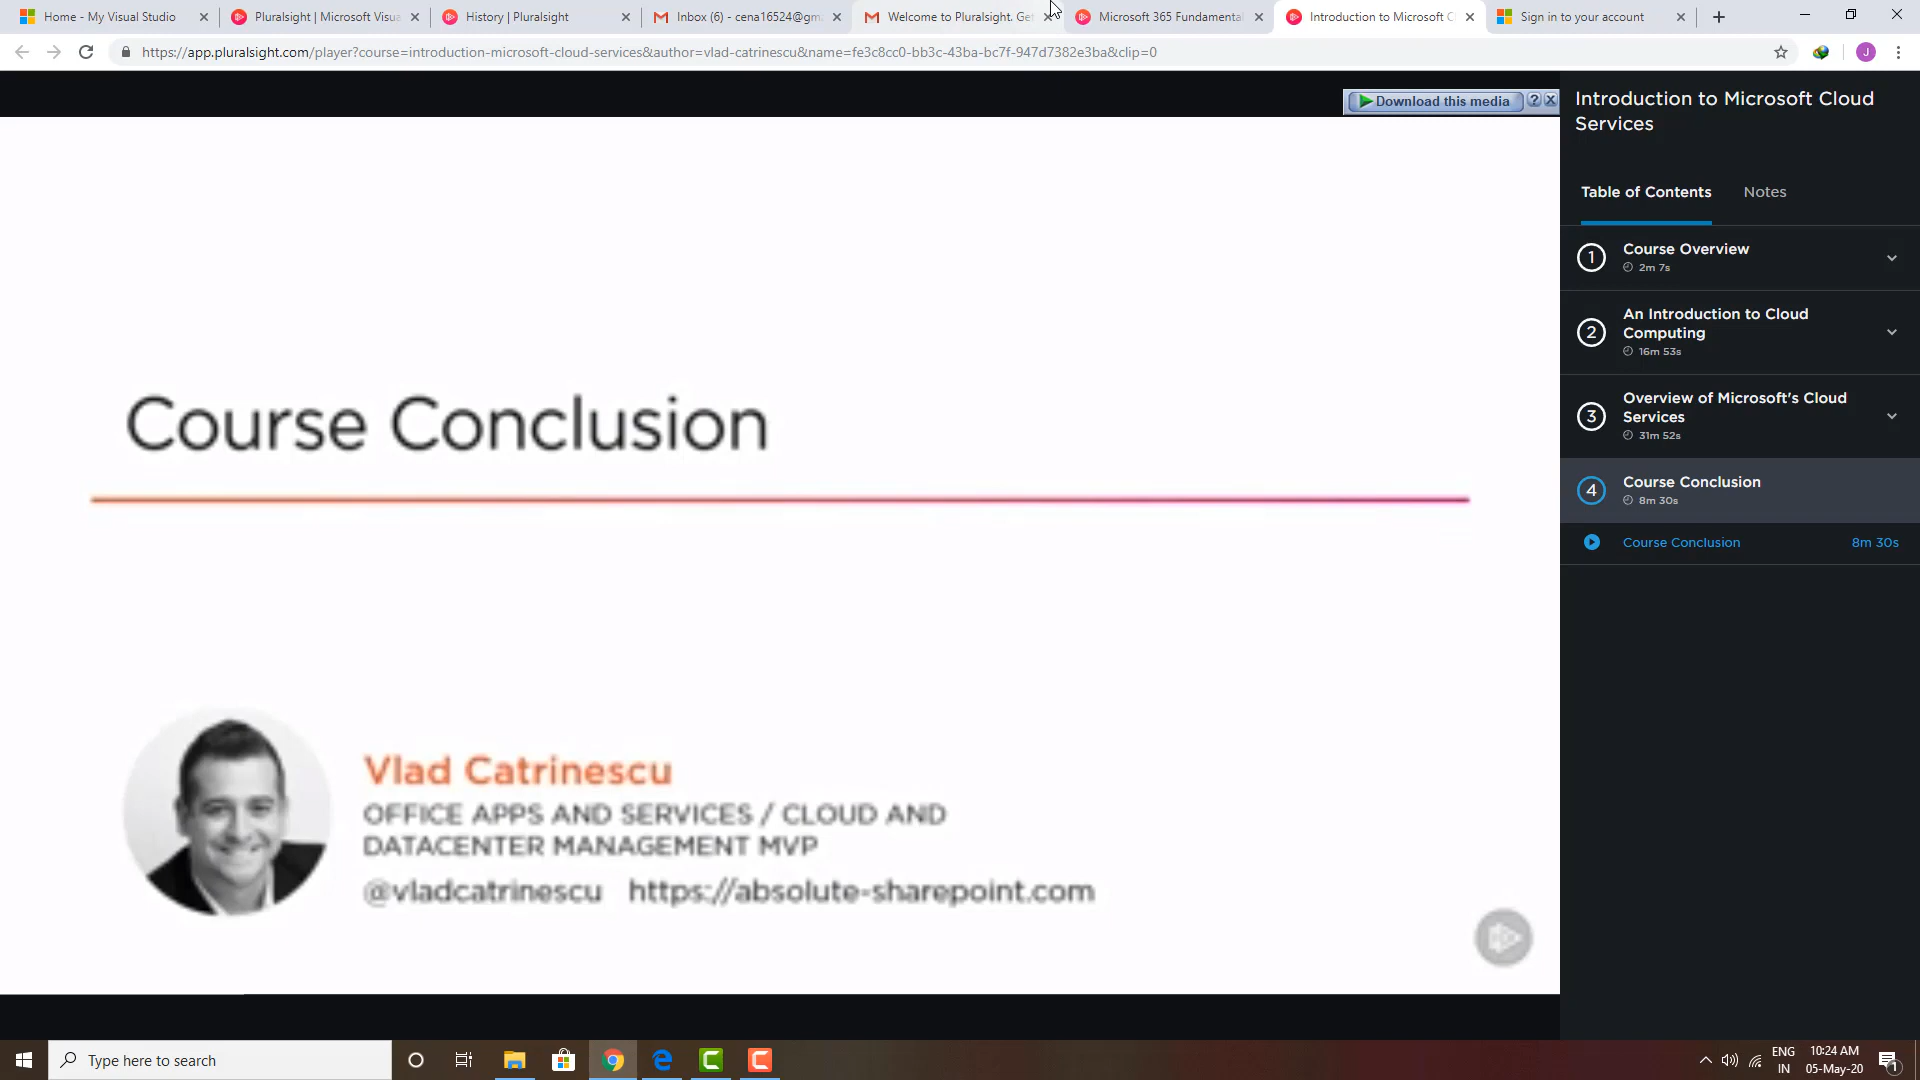 Home - My Visual Studio
Pluralsight | Microsoft Visua
History | Pluralsight
Inbox (6) - cena16524@gm
Welcome to Pluralsight. Get
Microsoft 365 Fundamenta
Introduction to Microsoft C
Sign in to your account
https://app.pluralsight.com/player?course=introduction-microsoft-cloud-services&author=vlad-catrinescu&name=fe3c8cc0-bb3c-43ba-bc7f-947d7382e3ba&clip=0
J
Download this media
?
Introduction to Microsoft Cloud
Services
Table of Contents
Notes
1
Course Overview
2m 7s
2
An Introduction to Cloud
Computing
16m 53s
3
Overview of Microsoft's Cloud
Services
31m 52s
4
Course Conclusion
8m 30s
Course Conclusion 8m 30s
Course Conclusion
Vlad Catrinescu
OFFICE APPS AND SERVICES / CLOUD AND
DATACENTER MANAGEMENT MVP
@vladcatrinescu https://absolute-sharepoint.com
Type here to search
ENG
IN
10:24 AM
05-May-20
1